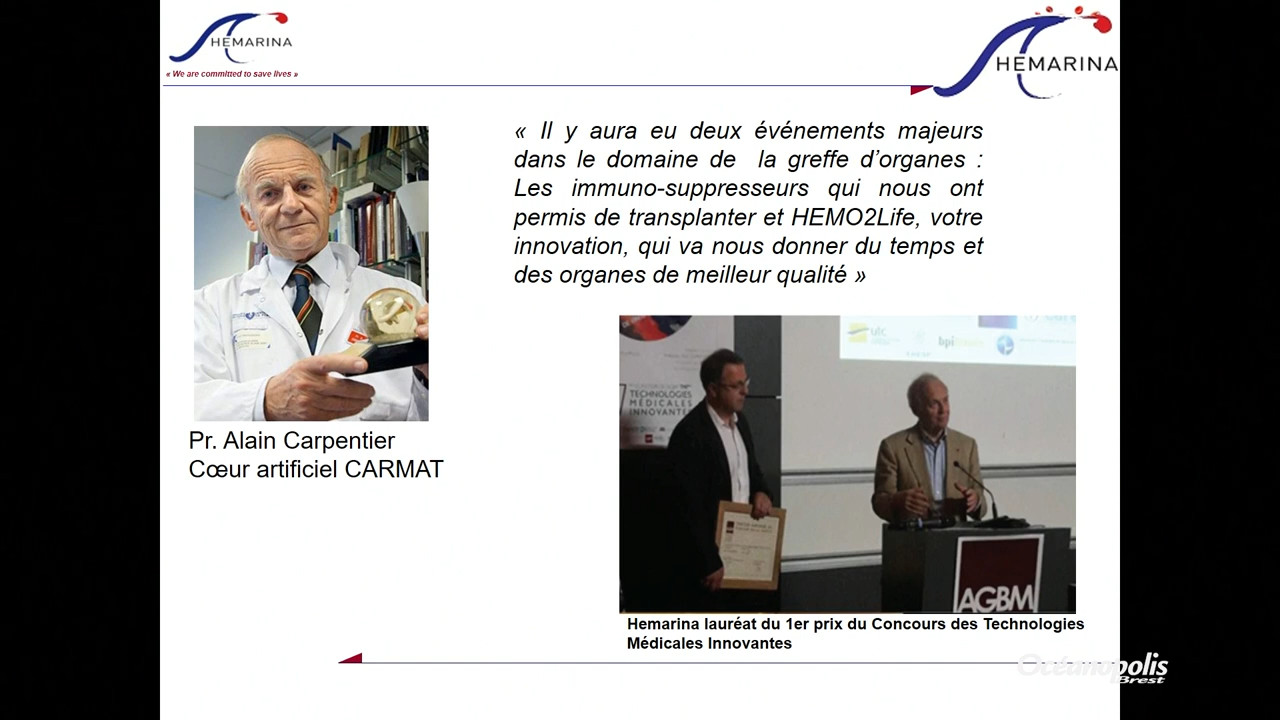 HEMARINA
« We are committed to save lives »
HEMARINA
« Il y aura eu deux événements majeurs
dans le domaine de la greffe d’organes :
Les immuno-suppresseurs qui nous ont
permis de transplanter et HEMO2Life, votre
innovation, qui va nous donner du temps et
des organes de meilleur qualité »
Pr. Alain Carpentier
Cœur artificiel CARMAT
utc
bpi
TECHNOLOGIES
MÉDICALES
INNOVANTES
AGBM
Hemarina lauréat du 1er prix du Concours des Technologies
Médicales Innovantes
Océanopolis
Brest